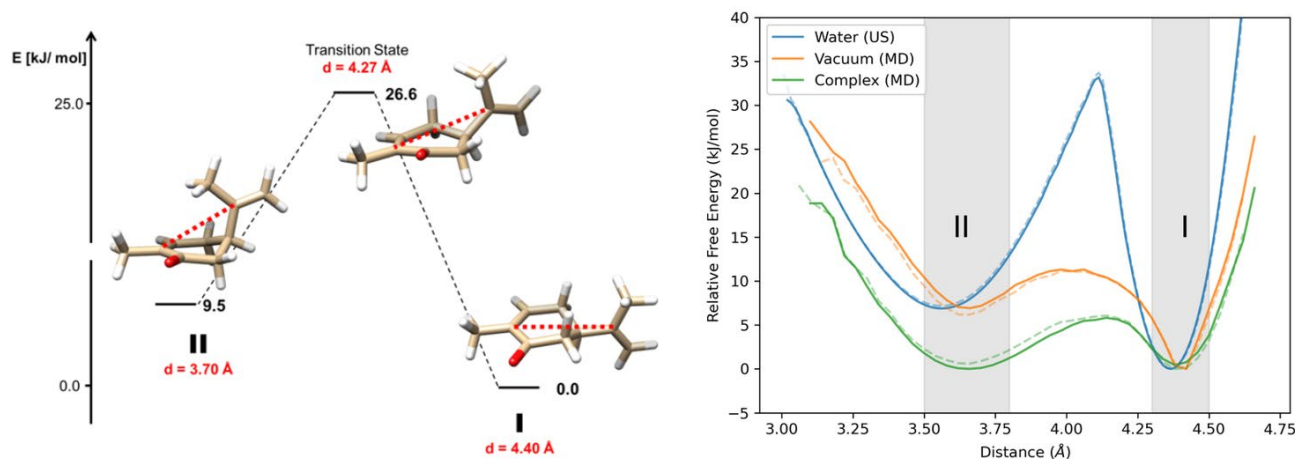 E [kJ/ mol]
25.0
0.0
Transition State
d = 4.27 Å
26.6
9.5
II
d = 3.70 Å
0.0
I
d = 4.40 Å
Relative Free Energy (kJ/mol)
40
35
30
25
20
15
10
5
0
−5
Water (US)
Vacuum (MD)
Complex (MD)
II
I
3.00 3.25 3.50 3.75 4.00 4.25 4.50 4.75
Distance (Å)